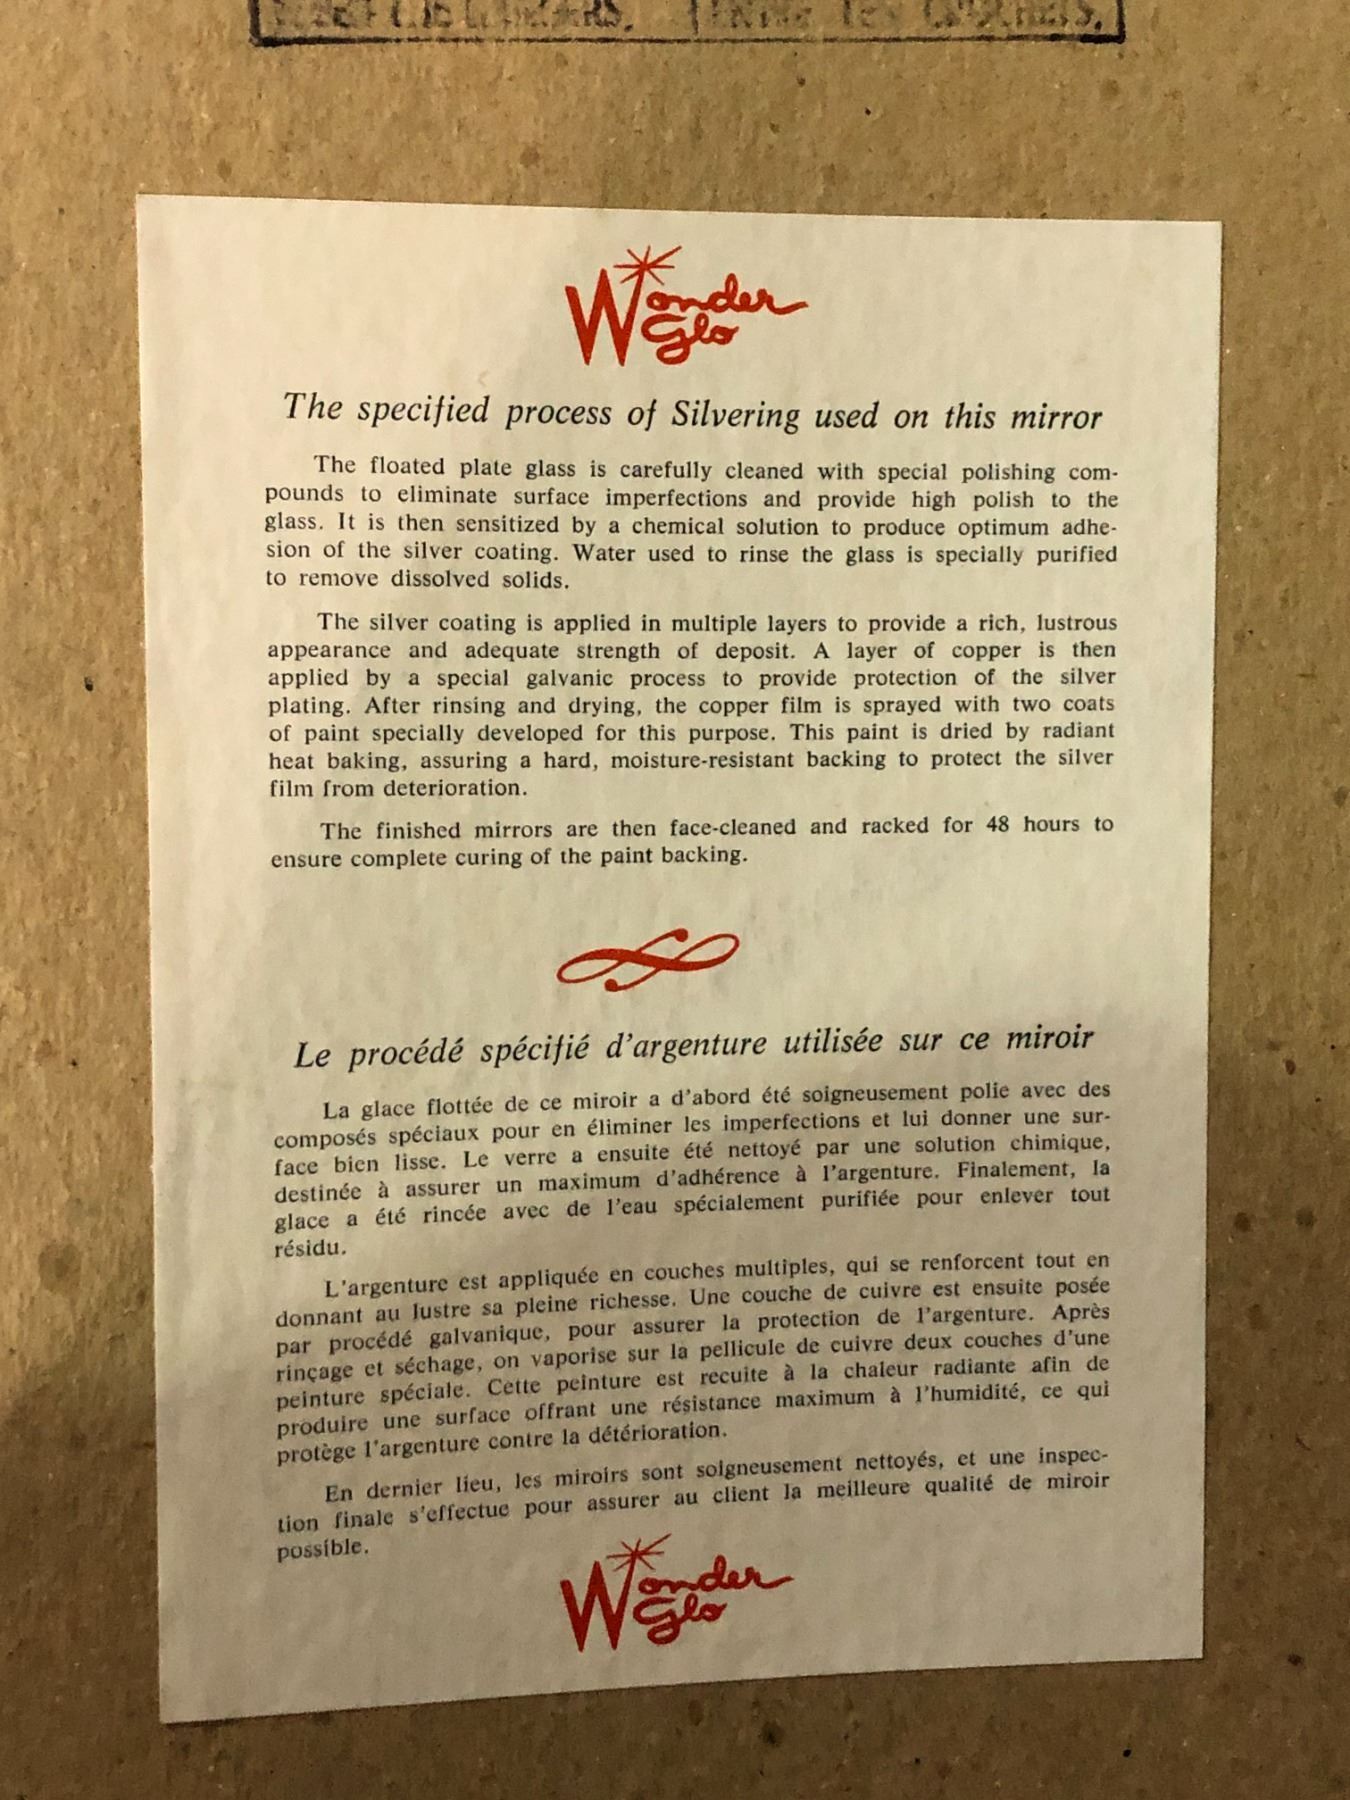 Wonder
Glo
The specified process of Silvering used on this mirror
The floated plate glass is carefully cleaned with special polishing com-
pounds to eliminate surface imperfections and provide high polish to the
glass. It is then sensitized by a chemical solution to produce optimum adhe-
sion of the silver coating. Water used to rinse the glass is specially purified
to remove dissolved solids.
The silver coating is applied in multiple layers to provide a rich, lustrous
appearance and adequate strength of deposit. A layer of copper is then
applied by a special galvanic process to provide protection of the silver
plating. After rinsing and drying, the copper film is sprayed with two coats
of paint specially developed for this purpose. This paint is dried by radiant
heat baking, assuring a hard, moisture-resistant backing to protect the silver
film from deterioration.
The finished mirrors are then face-cleaned and racked for 48 hours to
ensure complete curing of the paint backing.
Le procédé spécifié d'argenture utilisée sur ce miroir
La glace flottée de ce miroir a d'abord été soigneusement polie avec des
composés spéciaux pour en éliminer les imperfections et lui donner une sur-
face bien lisse. Le verre a ensuite été nettoyé par une solution chimique,
destinée à assurer un maximum d'adhérence à l'argenture. Finalement, la
glace a été rincée avec de l'eau spécialement purifiée pour enlever tout
résidu.
L'argenture est appliquée en couches multiples, qui se renforcent tout en
donnant au lustre sa pleine richesse. Une couche de cuivre est ensuite posée
par procédé galvanique, pour assurer la protection de l'argenture. Après
rinçage et séchage, on vaporise sur la pellicule de cuivre deux couches d'une
peinture spéciale. Cette peinture est recuite à la chaleur radiante afin de
produire une surface offrant une résistance maximum à l'humidité, ce qui
protège l'argenture contre la détérioration.
En dernier lieu, les miroirs sont soigneusement nettoyés, et une inspec-
tion finale s'effectue pour assurer au client la meilleure qualité de miroir
possible.
Wonder
Glo